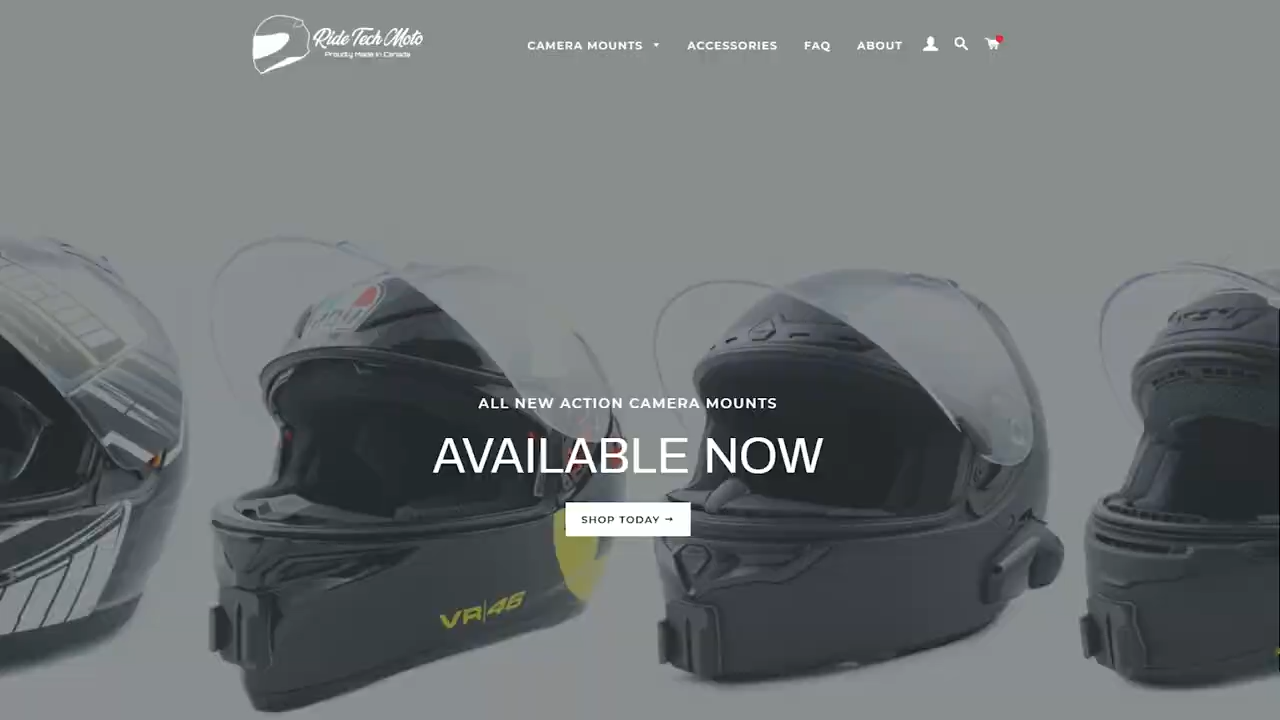 Ride Tech Moto
Proudly Made in Canada
CAMERA MOUNTS
ACCESSORIES
FAQ
ABOUT
ALL NEW ACTION CAMERA MOUNTS
AVAILABLE NOW
SHOP TODAY →
VR|46
AGV